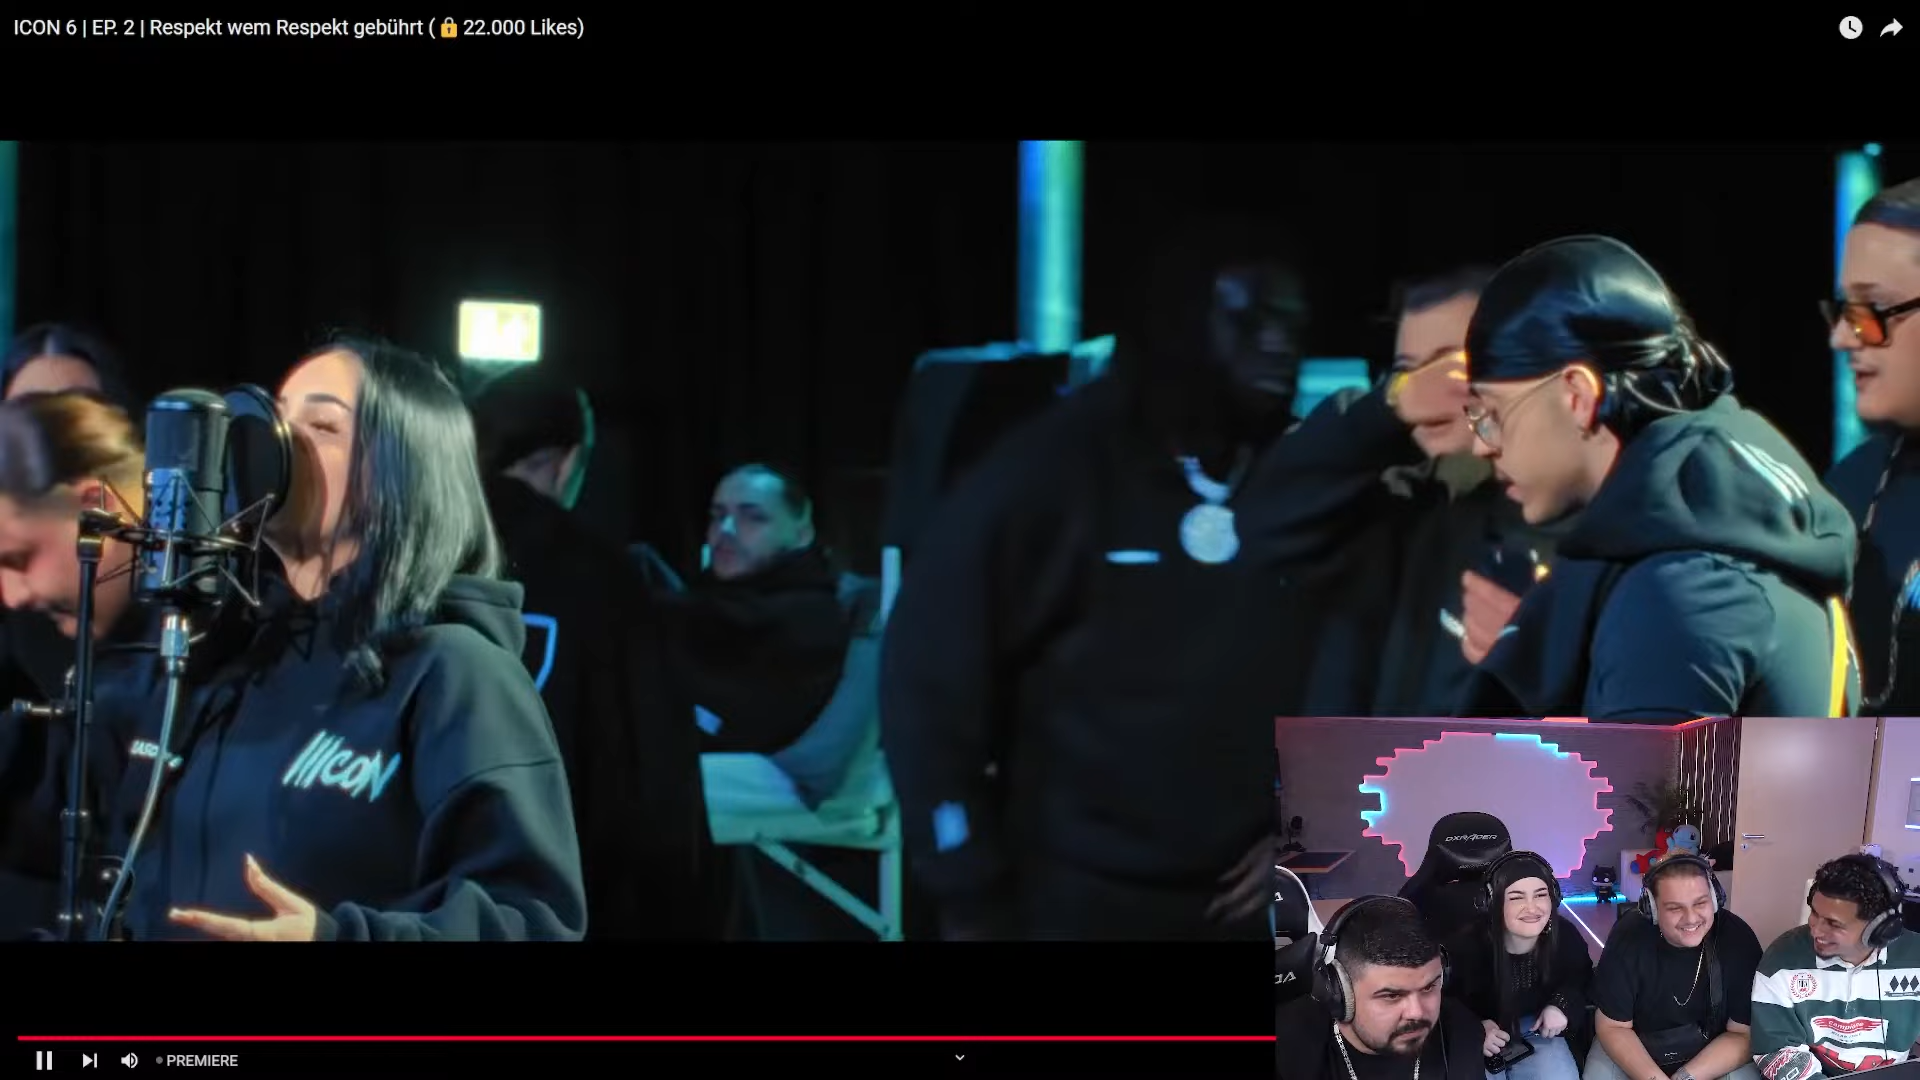 ICON 6 | EP. 2 | Respekt wem Respekt gebührt (🔒 22.000 Likes)
ICON
DXRACER
PREMIERE